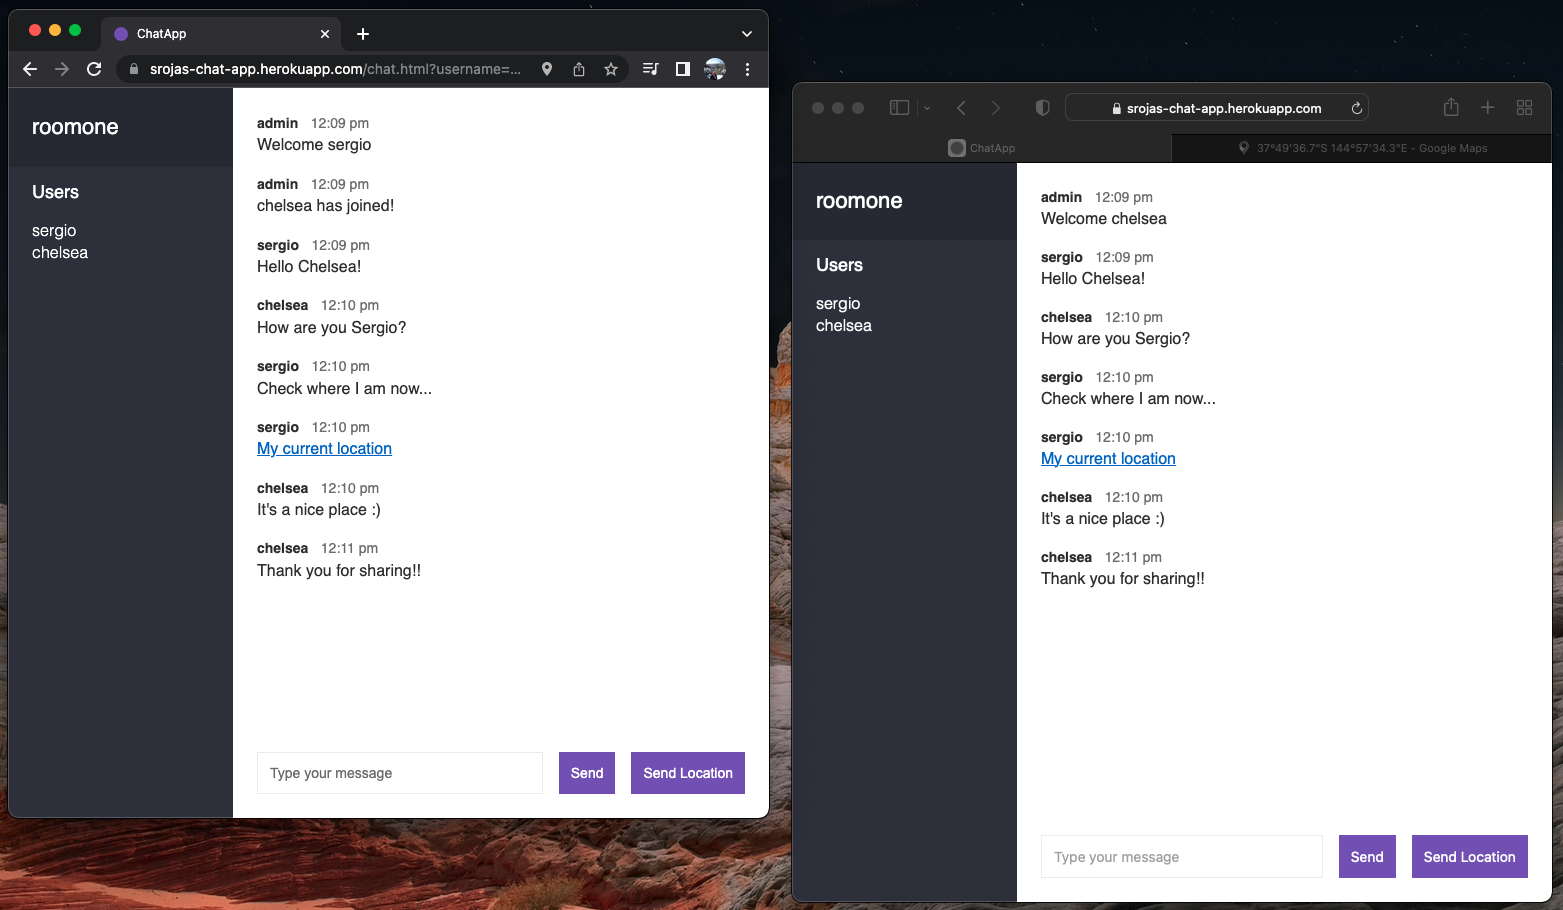 ChatApp
srojas-chat-app.herokuapp.com/chat.html?username=...
roomone
Users
sergio
chelsea
admin 12:09 pm
Welcome sergio
admin 12:09 pm
chelsea has joined!
sergio 12:09 pm
Hello Chelsea!
chelsea 12:10 pm
How are you Sergio?
sergio 12:10 pm
Check where I am now...
sergio 12:10 pm
My current location
chelsea 12:10 pm
It's a nice place :)
chelsea 12:11 pm
Thank you for sharing!!
Type your message
Send
Send Location
srojas-chat-app.herokuapp.com
ChatApp
37°49'36.7"S 144°57'34.3"E - Google Maps
roomone
Users
sergio
chelsea
admin 12:09 pm
Welcome chelsea
sergio 12:09 pm
Hello Chelsea!
chelsea 12:10 pm
How are you Sergio?
sergio 12:10 pm
Check where I am now...
sergio 12:10 pm
My current location
chelsea 12:10 pm
It's a nice place :)
chelsea 12:11 pm
Thank you for sharing!!
Type your message
Send
Send Location